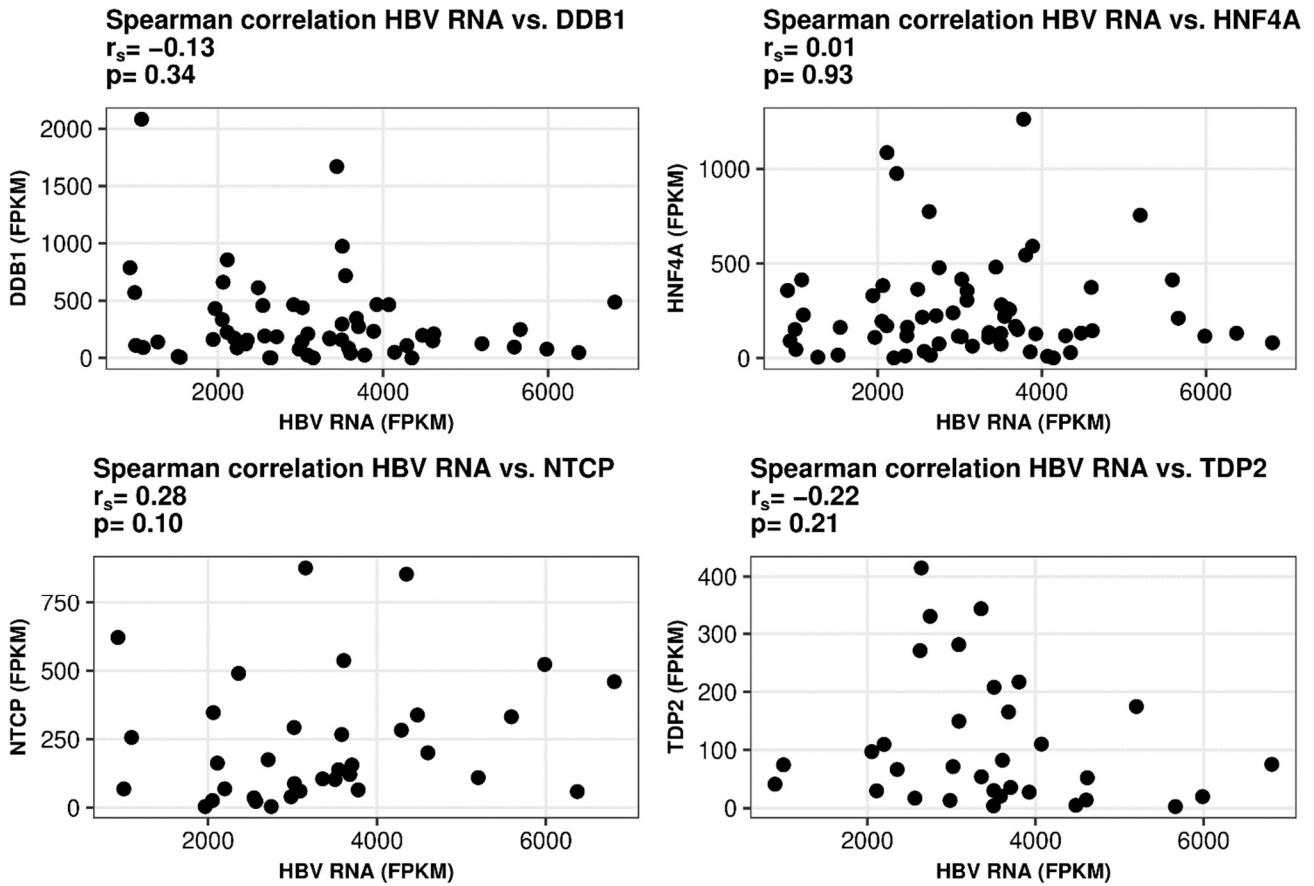 Spearman correlation HBV RNA vs. DDB1
rs= −0.13
p= 0.34
2000
1500
1000
500
0
DDB1 (FPKM)
2000 4000 6000
HBV RNA (FPKM)
Spearman correlation HBV RNA vs. HNF4A
rs= 0.01
p= 0.93
1000
500
0
HNF4A (FPKM)
2000 4000 6000
HBV RNA (FPKM)
Spearman correlation HBV RNA vs. NTCP
rs= 0.28
p= 0.10
750
500
250
0
NTCP (FPKM)
2000 4000 6000
HBV RNA (FPKM)
Spearman correlation HBV RNA vs. TDP2
rs= −0.22
p= 0.21
400
300
200
100
0
TDP2 (FPKM)
2000 4000 6000
HBV RNA (FPKM)